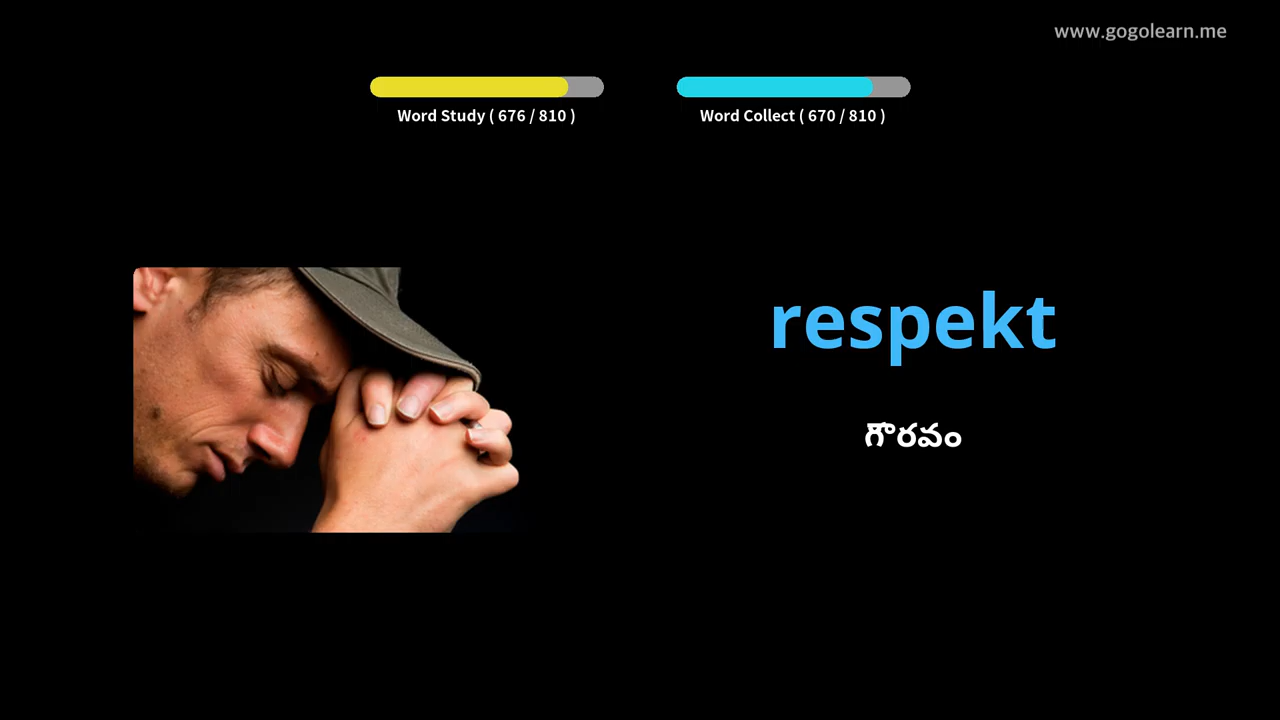 www.gogolearn.me
Word Study ( 676 / 810 )
Word Collect ( 670 / 810 )
respekt
గౌరవం